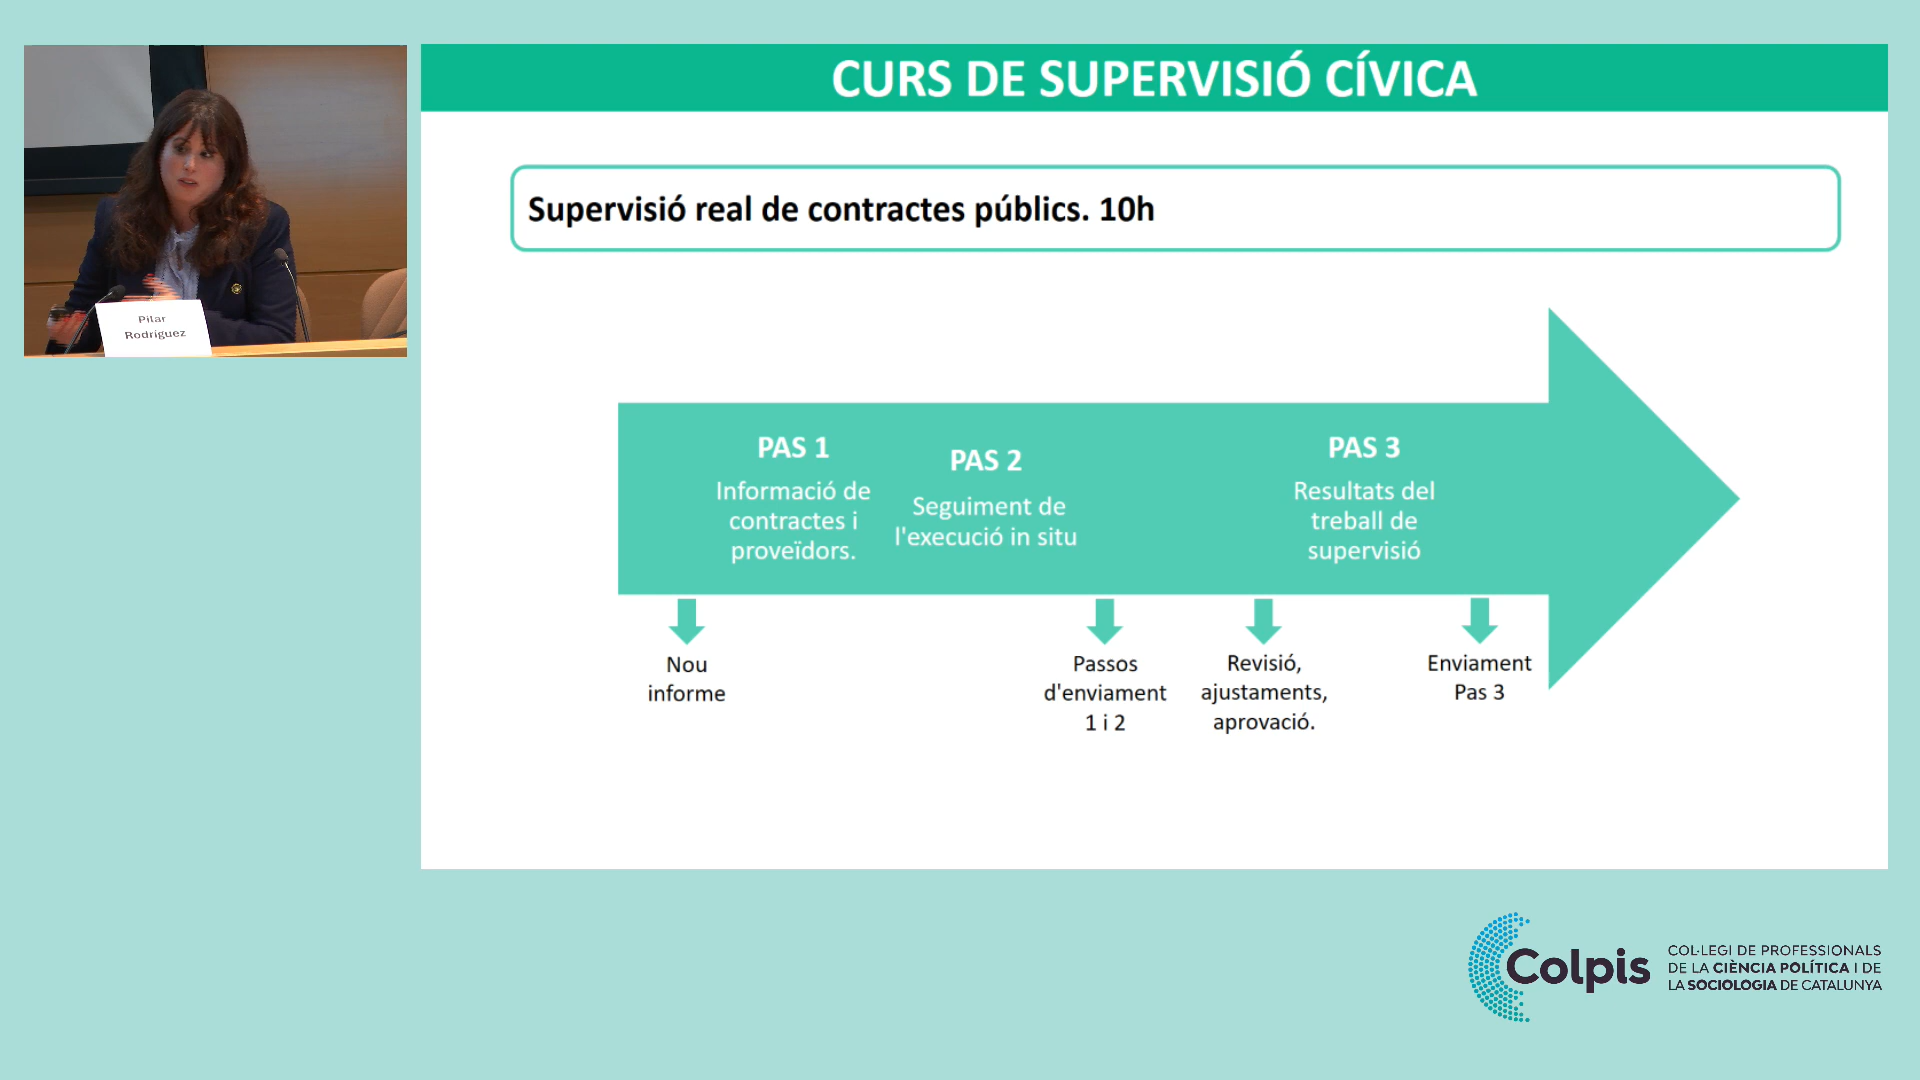 CURS DE SUPERVISIÓ CÍVICA
Supervisió real de contractes públics. 10h
PAS 1
Informació de
contractes i
proveïdors.
PAS 2
Seguiment de
l'execució in situ
PAS 3
Resultats del
treball de
supervisió
Nou
informe
Passos
d'enviament
1 i 2
Revisió,
ajustaments,
aprovació.
Enviament
Pas 3
Pilar
Rodríguez
Colpis
COL·LEGI DE PROFESSIONALS
DE LA CIÈNCIA POLÍTICA I DE
LA SOCIOLOGIA DE CATALUNYA